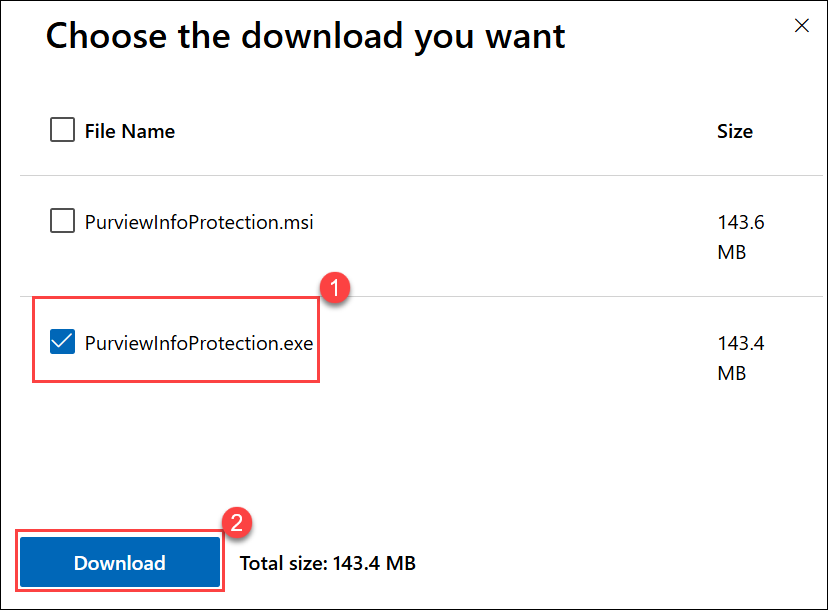 Choose the download you want
File Name Size
PurviewInfoProtection.msi 143.6
MB
1
PurviewInfoProtection.exe 143.4
MB
2
Download Total size: 143.4 MB